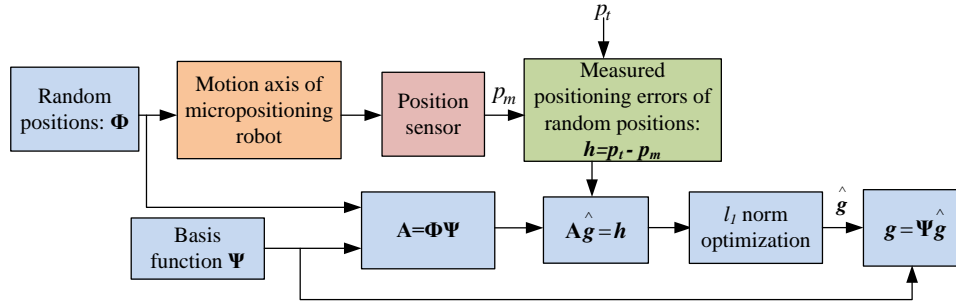 p_t
Random
positions: Φ
Motion axis of
micropositioning
robot
Position
sensor
p_m
Measured
positioning errors of
random positions:
h=p_t - p_m
Basis
function Ψ
A=ΦΨ
Aĝ=h
l_1 norm
optimization
ĝ
g=Ψĝ